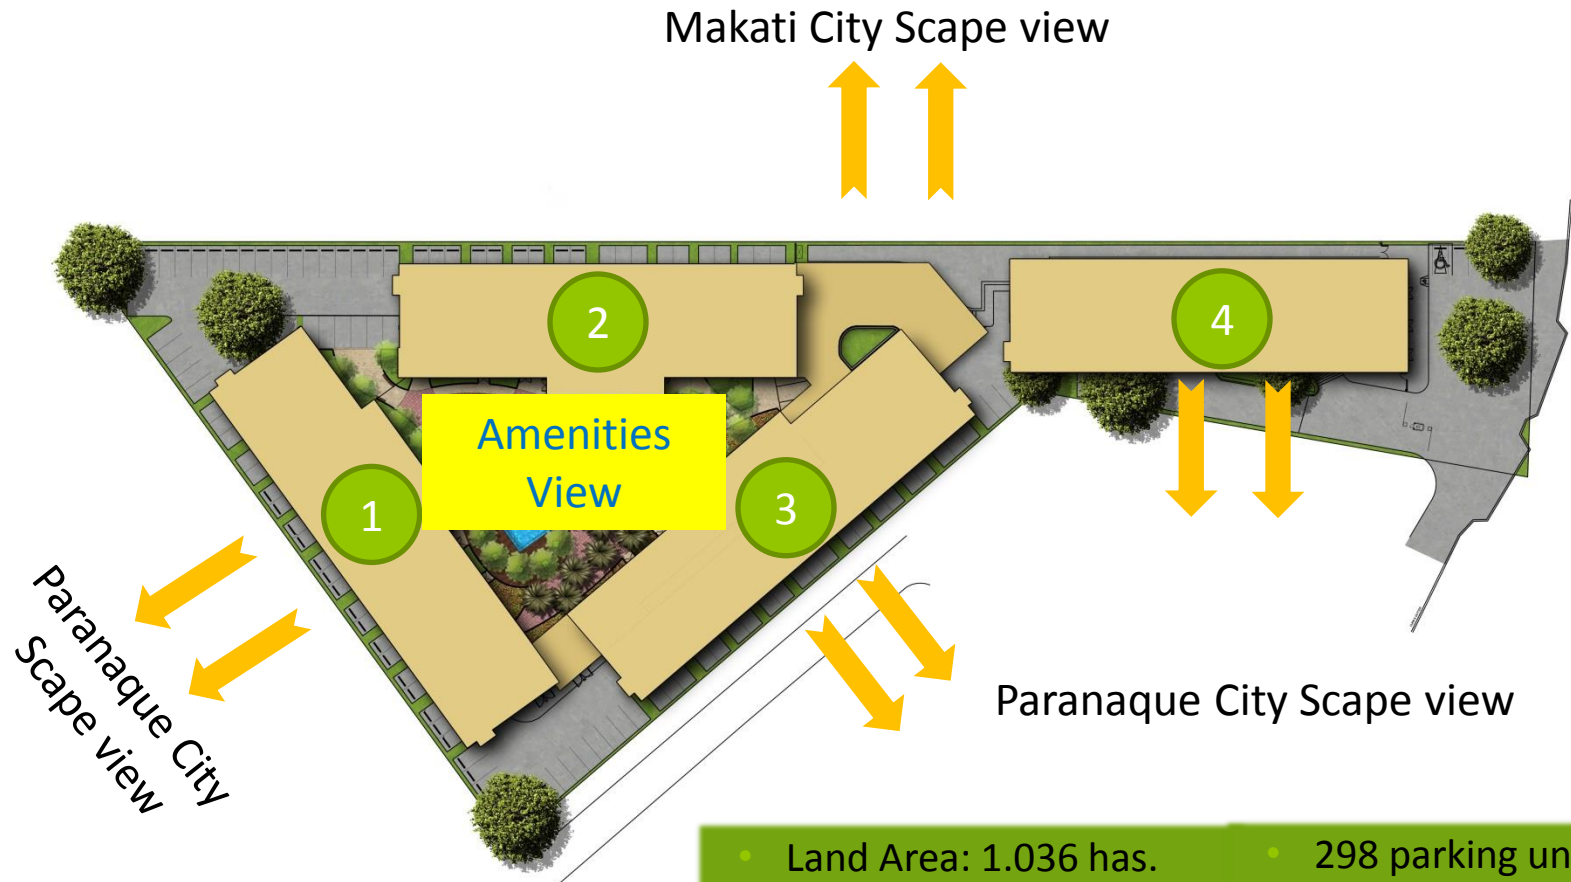 Makati City Scape view
2
4
Amenities
View
1
3
Paranaque City
Scape view
Paranaque City Scape view
• Land Area: 1.036 has.
• 298 parking